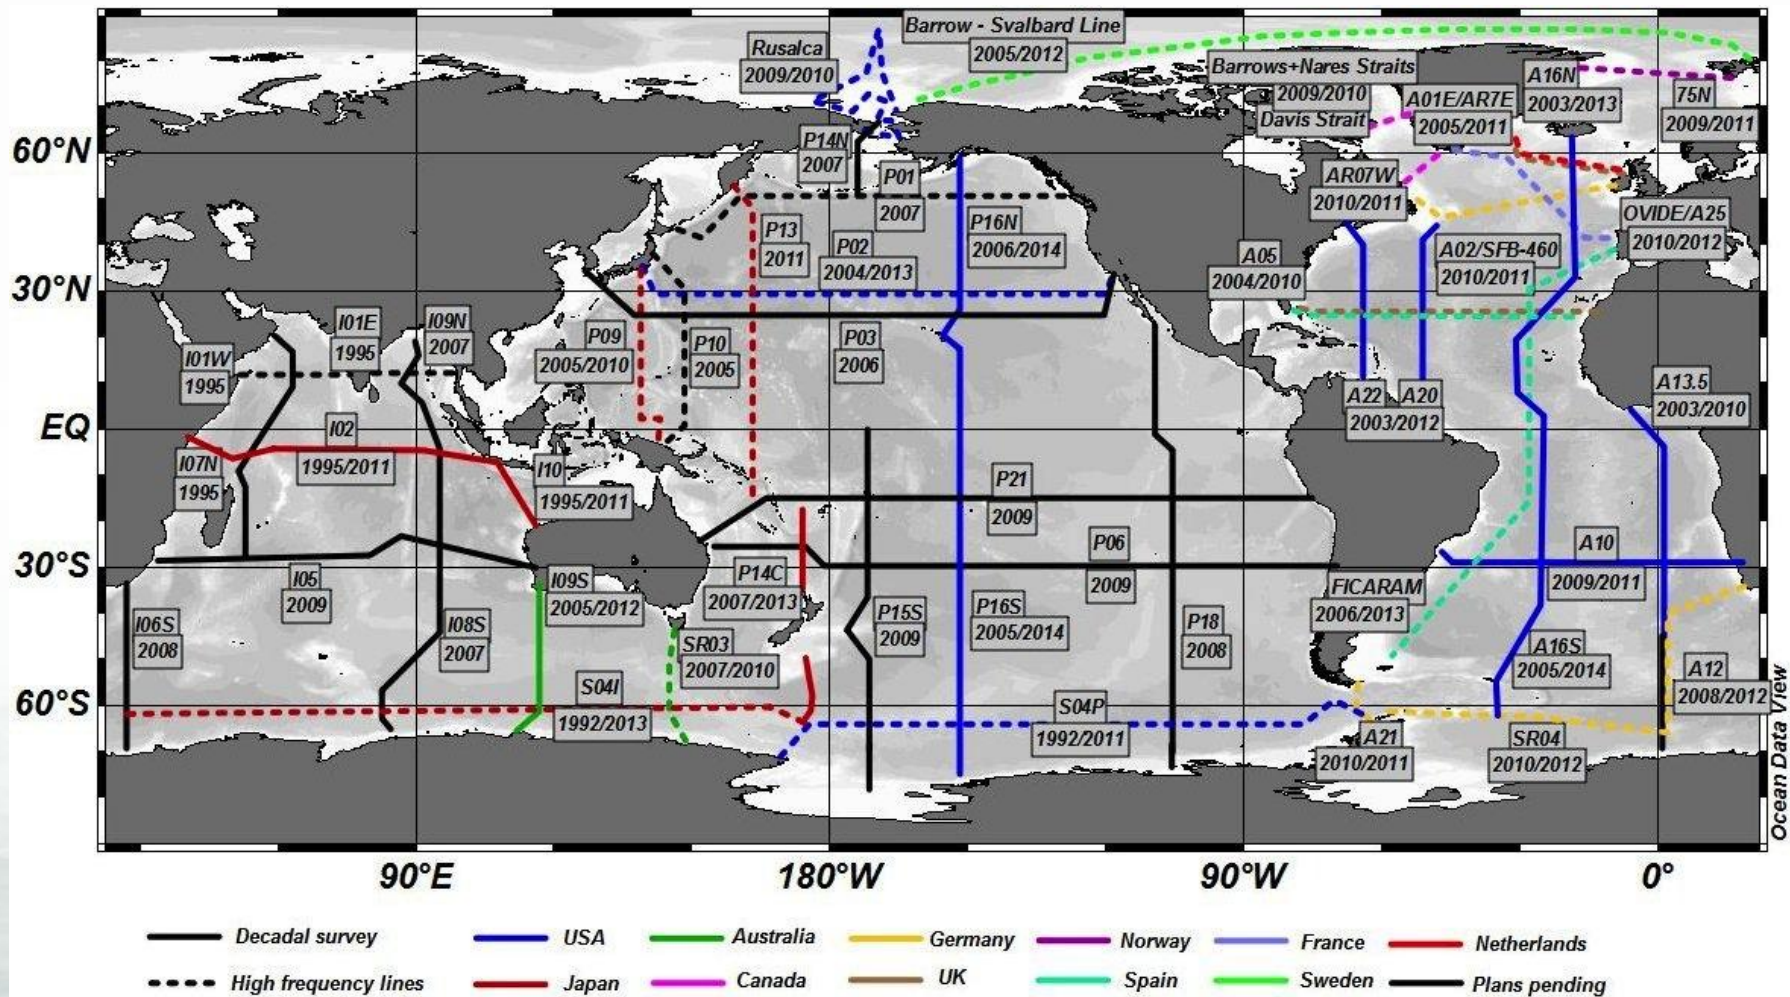 Barrow - Svalbard Line
2005/2012
Rusalca
2009/2010
Barrows+Nares Straits
2009/2010
Davis Strait
A01E/AR7E
2005/2011
A16N
2003/2013
75N
2009/2011
60°N
P14N
2007
P01
2007
AR07W
2010/2011
P13
2011
P02
2004/2013
P16N
2006/2014
A05
2004/2010
A02/SFB-460
2010/2011
OVIDE/A25
2010/2012
30°N
I01W
1995
I01E
1995
I09N
2007
P09
2005/2010
P10
2005
P03
2006
A22
A20
2003/2012
A13.5
2003/2010
EQ
I07N
1995
I02
1995/2011
I10
1995/2011
P21
2009
30°S
I05
2009
I09S
2005/2012
P14C
2007/2013
P06
2009
FICARAM
2006/2013
A10
2009/2011
I06S
2008
I08S
2007
SR03
2007/2010
P15S
2009
P16S
2005/2014
P18
2008
A16S
2005/2014
A12
2008/2012
60°S
S04I
1992/2013
S04P
1992/2011
A21
2010/2011
SR04
2010/2012
Ocean Data View
90°E
180°W
90°W
0°
Decadal survey
USA
Australia
Germany
Norway
France
Netherlands
High frequency lines
Japan
Canada
UK
Spain
Sweden
Plans pending